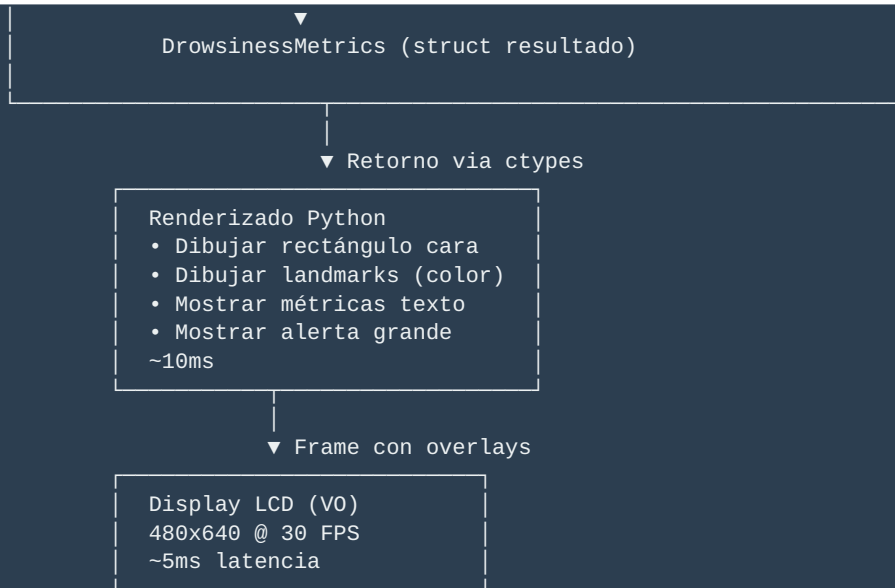 ▼
DrowsinessMetrics (struct resultado)
▼ Retorno via ctypes
Renderizado Python
• Dibujar rectángulo cara
• Dibujar landmarks (color)
• Mostrar métricas texto
• Mostrar alerta grande
~10ms
▼ Frame con overlays
Display LCD (VO)
480x640 @ 30 FPS
~5ms latencia